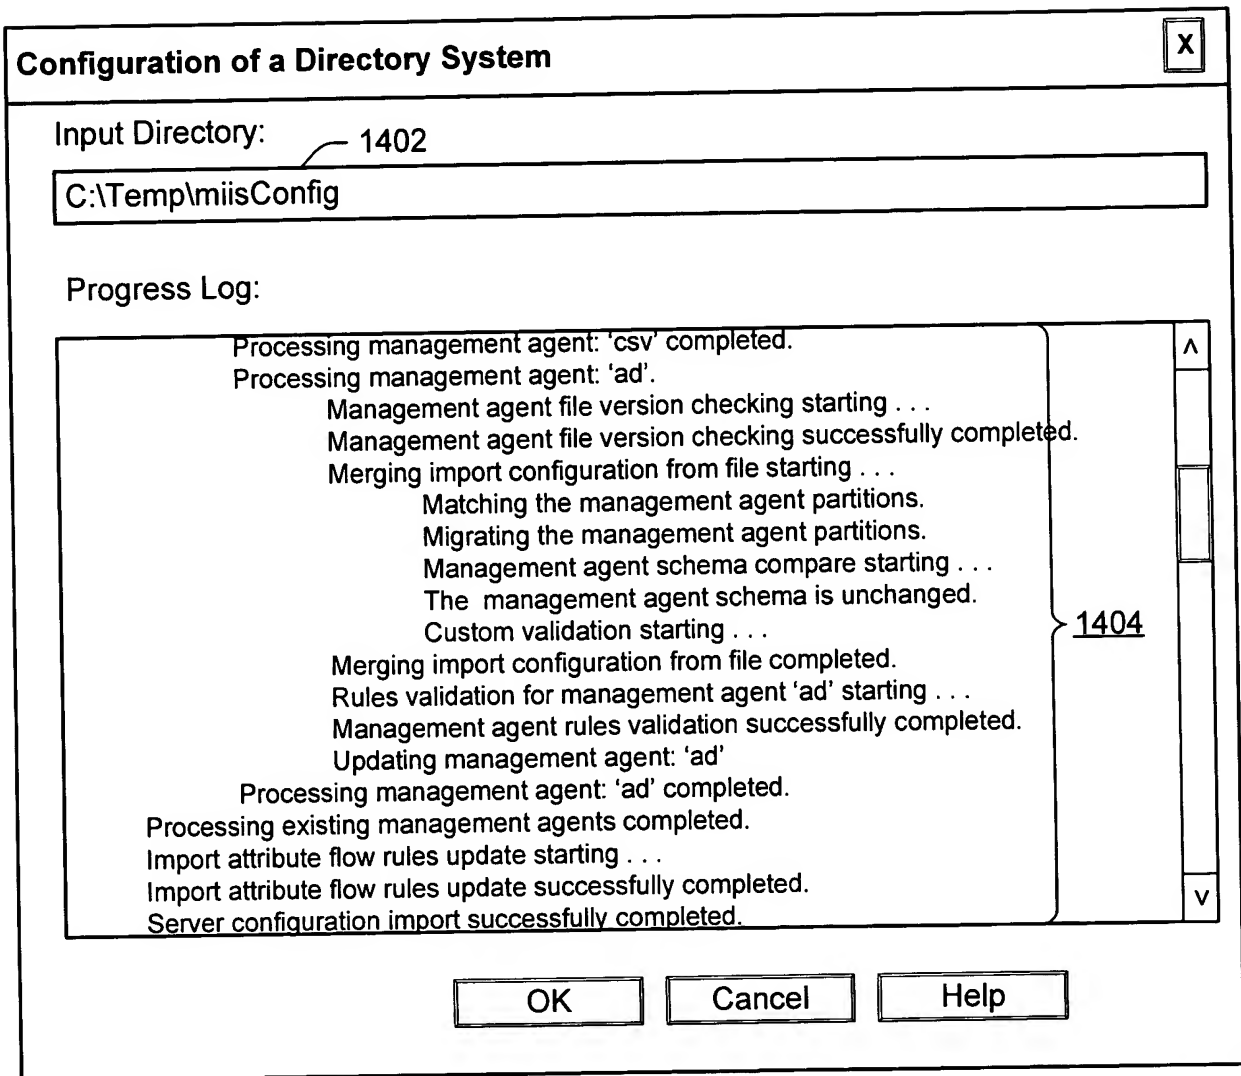 Configuration of a Directory System
X
Input Directory:
1402
C:\Temp\miisConfig
Progress Log:
Processing management agent: ‘csv’ completed.
Processing management agent: ‘ad’.
Management agent file version checking starting . . .
Management agent file version checking successfully completed.
Merging import configuration from file starting . . .
Matching the management agent partitions.
Migrating the management agent partitions.
Management agent schema compare starting . . .
The management agent schema is unchanged.
Custom validation starting . . .
Merging import configuration from file completed.
Rules validation for management agent ‘ad’ starting . . .
Management agent rules validation successfully completed.
Updating management agent: ‘ad’
Processing management agent: ‘ad’ completed.
Processing existing management agents completed.
Import attribute flow rules update starting . . .
Import attribute flow rules update successfully completed.
Server configuration import successfully completed.
1404
OK
Cancel
Help